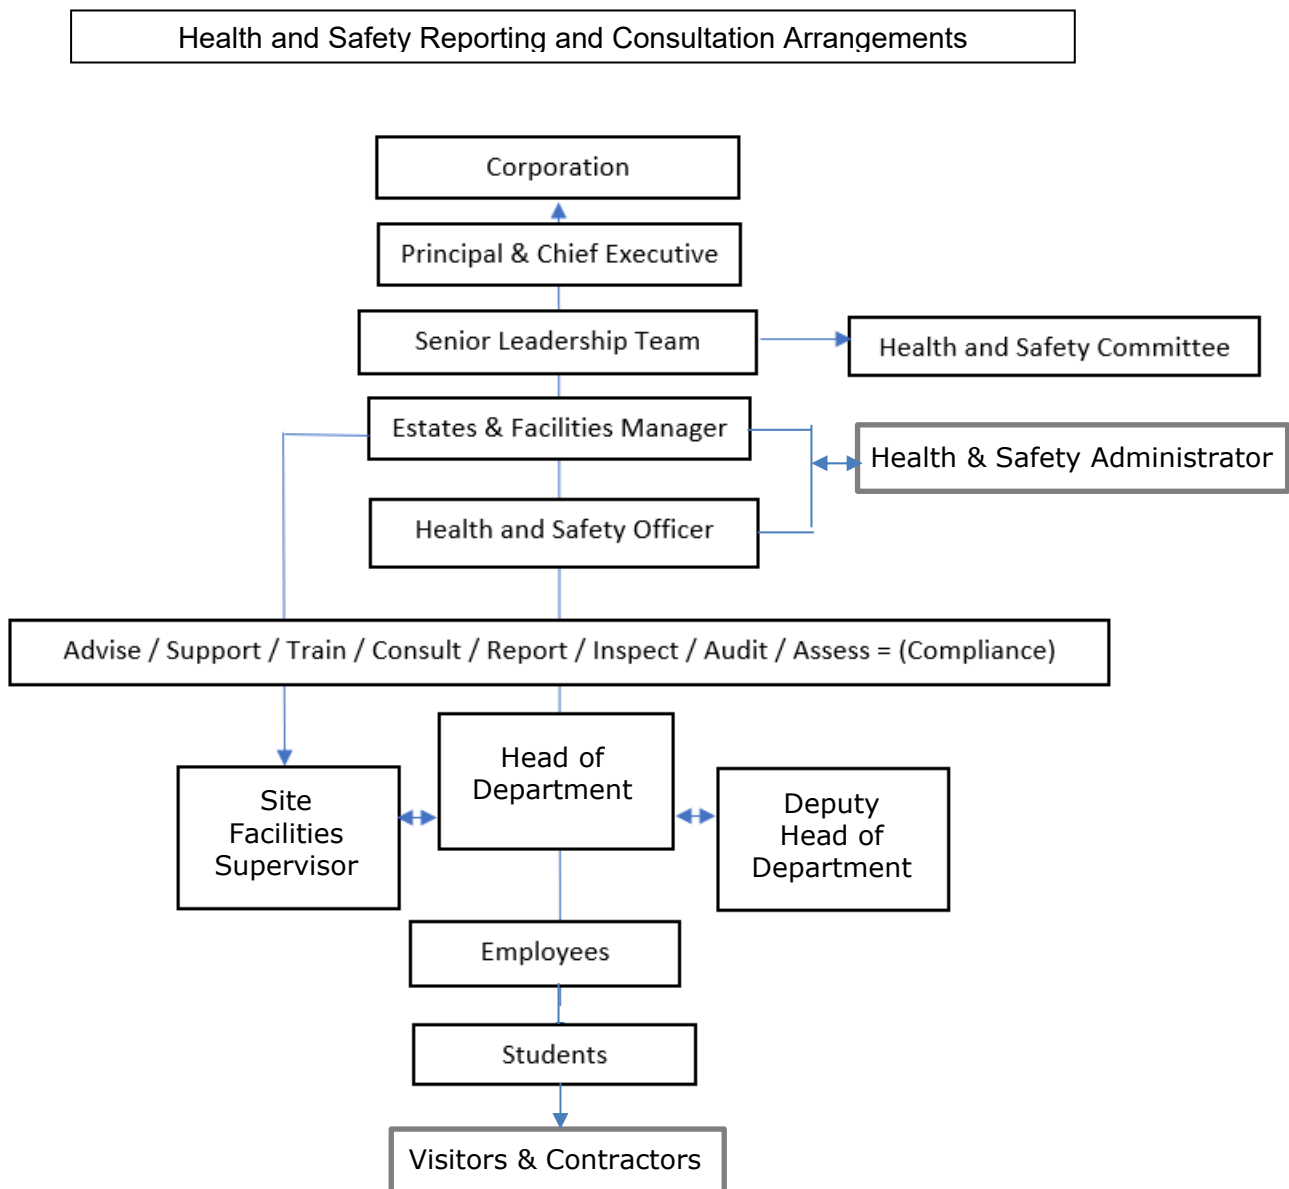 Health and Safety Reporting and Consultation Arrangements
Corporation
Principal & Chief Executive
Senior Leadership Team
Health and Safety Committee
Estates & Facilities Manager
Health & Safety Administrator
Health and Safety Officer
Advise / Support / Train / Consult / Report / Inspect / Audit / Assess = (Compliance)
Head of
Department
Site
Facilities
Supervisor
Deputy
Head of
Department
Employees
Students
Visitors & Contractors